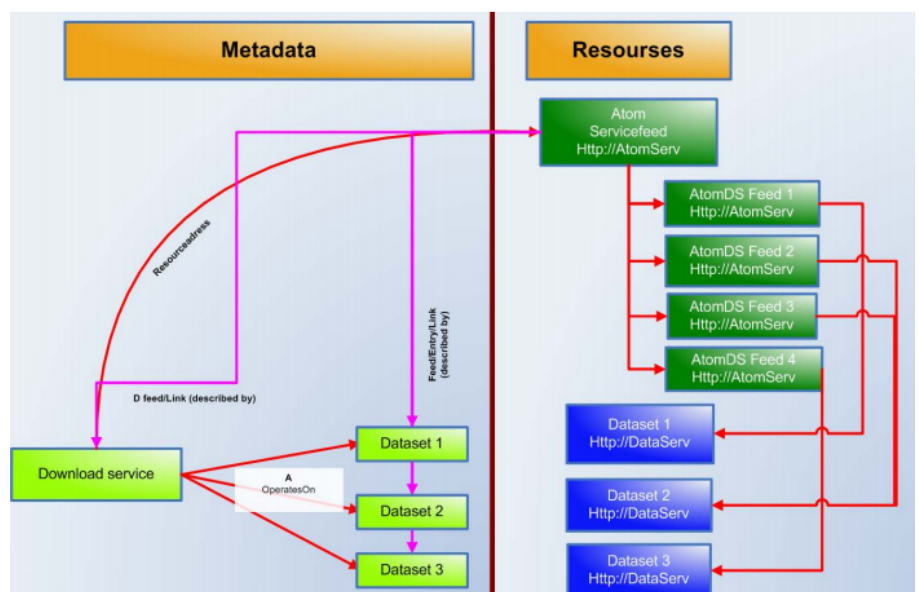 Metadata
Resourses
Atom
Servicefeed
Http://AtomServ
AtomDS Feed 1
Http://AtomServ
AtomDS Feed 2
Http://AtomServ
AtomDS Feed 3
Http://AtomServ
AtomDS Feed 4
Http://AtomServ
Resourceadress
Feed/Entry/Link
(described by)
D feed/Link (described by)
Download service
A
OperatesOn
Dataset 1
Dataset 2
Dataset 3
Dataset 1
Http://DataServ
Dataset 2
Http://DataServ
Dataset 3
Http://DataServ